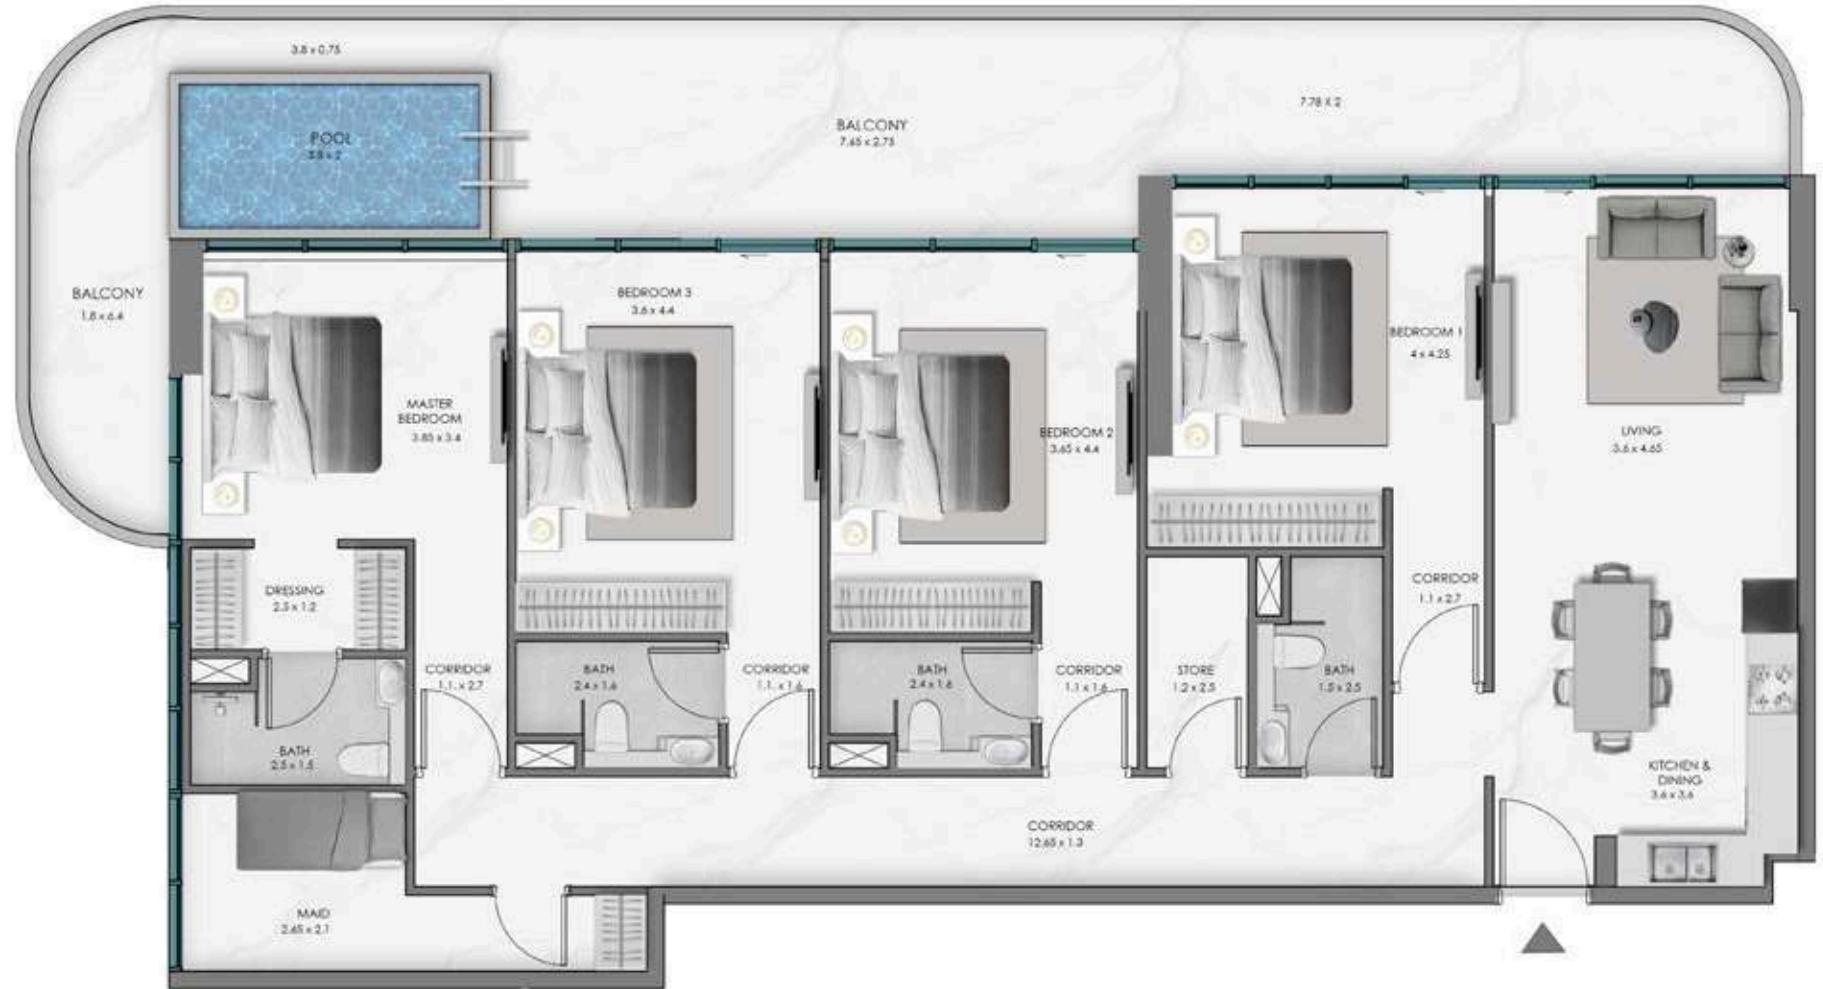 3.8 x 0.75
POOL
3.8 x 2
BALCONY
7.65 x 2.75
7.78 X 2
BALCONY
1.8 x 6.4
MASTER
BEDROOM
3.85 x 3.4
BEDROOM 3
3.6 x 4.4
BEDROOM 2
3.65 x 4.4
BEDROOM 1
4 x 4.25
LIVING
3.6 x 4.65
DRESSING
2.5 x 1.2
CORRIDOR
1.1. x 2.7
BATH
2.4 x 1.6
CORRIDOR
1.1. x 1.6
BATH
2.4 x 1.6
CORRIDOR
1.1 x 1.6
STORE
1.2 x 2.5
BATH
1.5 x 2.5
CORRIDOR
1.1 x 2.7
BATH
2.5 x 1.5
KITCHEN &
DINING
3.6 x 3.6
CORRIDOR
12.65 x 1.3
MAID
2.65 x 2.1